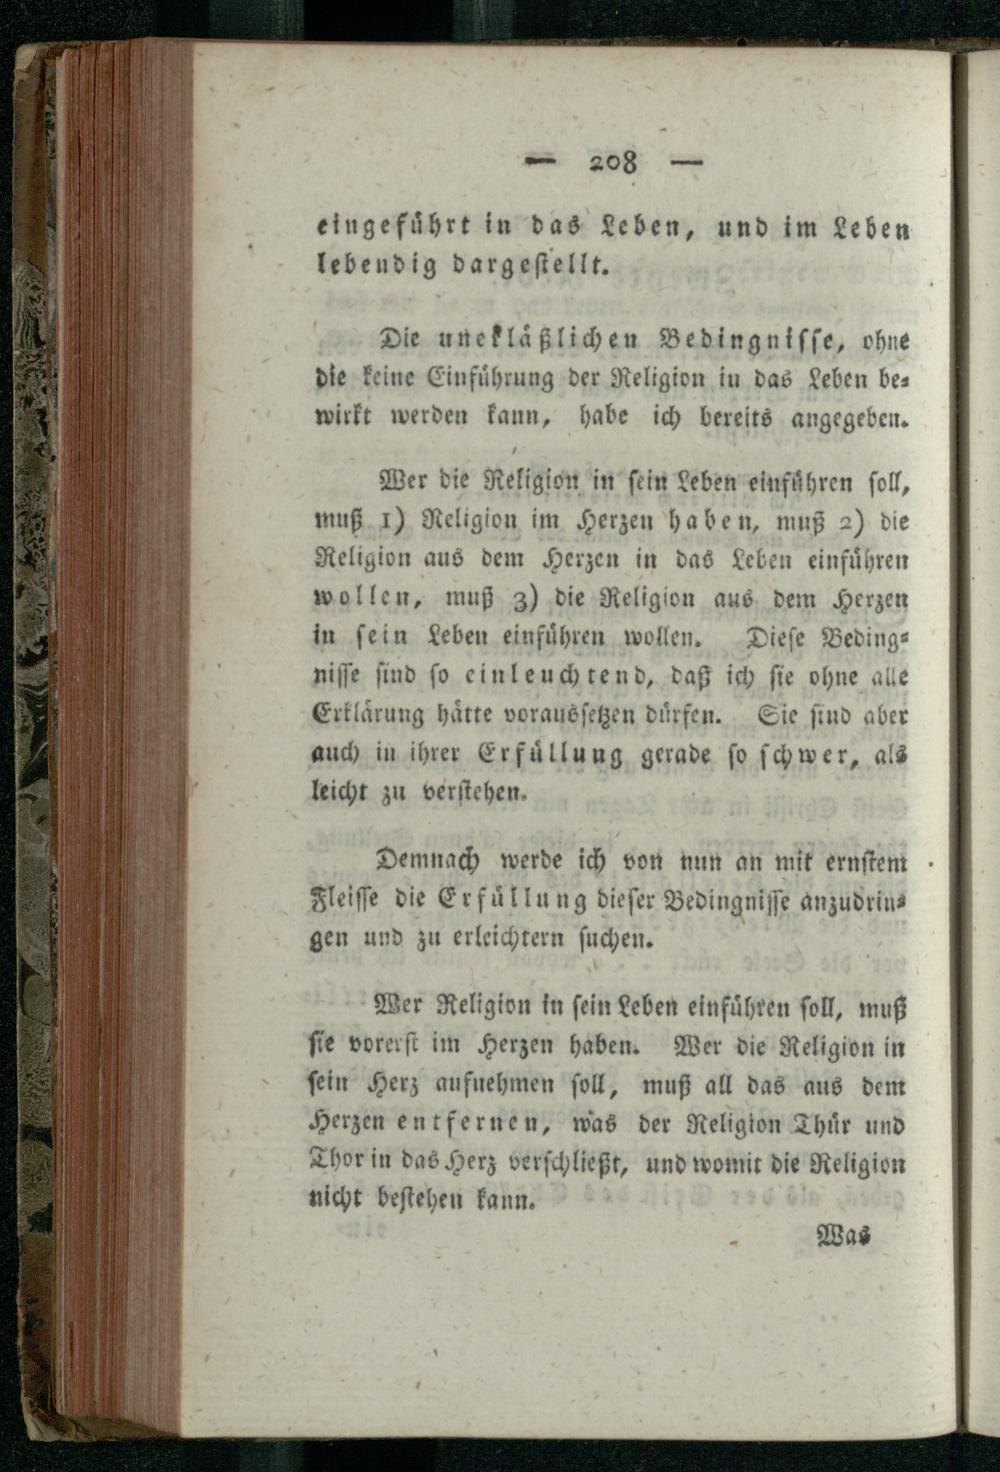 — 208 —
eingeführt in das Leben, und im Leben
lebendig dargestellt.
Die unekläßlichen Bedingnisse, ohne
die keine Einführung der Religion in das Leben be⸗
wirkt werden kann, habe ich bereits angegeben.
Wer die Religion in sein Leben einführen soll,
muß 1) Religion im Herzen haben, muß 2) die
Religion aus dem Herzen in das Leben einführen
wollen, muß 3) die Religion aus dem Herzen
in sein Leben einführen wollen. Diese Beding⸗
nisse sind so einleuchtend, daß ich sie ohne alle
Erklärung hätte voraussetzen dürfen. Sie sind aber
auch in ihrer Erfüllung gerade so schwer, als
leicht zu verstehen.
Demnach werde ich von nun an mit ernstem
Fleisse die Erfüllung dieser Bedingnisse anzudrin⸗
gen und zu erleichtern suchen.
Wer Religion in sein Leben einführen soll, muß
sie vorerst im Herzen haben. Wer die Religion in
sein Herz aufnehmen soll, muß all das aus dem
Herzen entfernen, was der Religion Thür und
Thor in das Herz verschließt, und womit die Religion
nicht bestehen kann.
Was